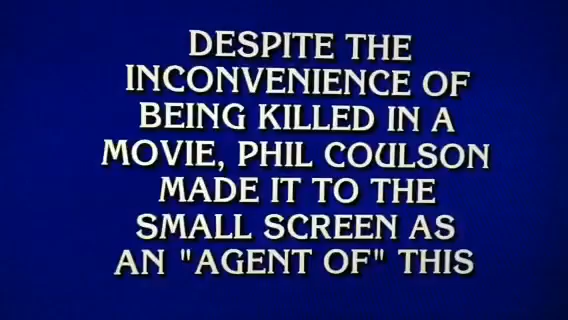 DESPITE THE
INCONVENIENCE OF
BEING KILLED IN A
MOVIE, PHIL COULSON
MADE IT TO THE
SMALL SCREEN AS
AN "AGENT OF" THIS